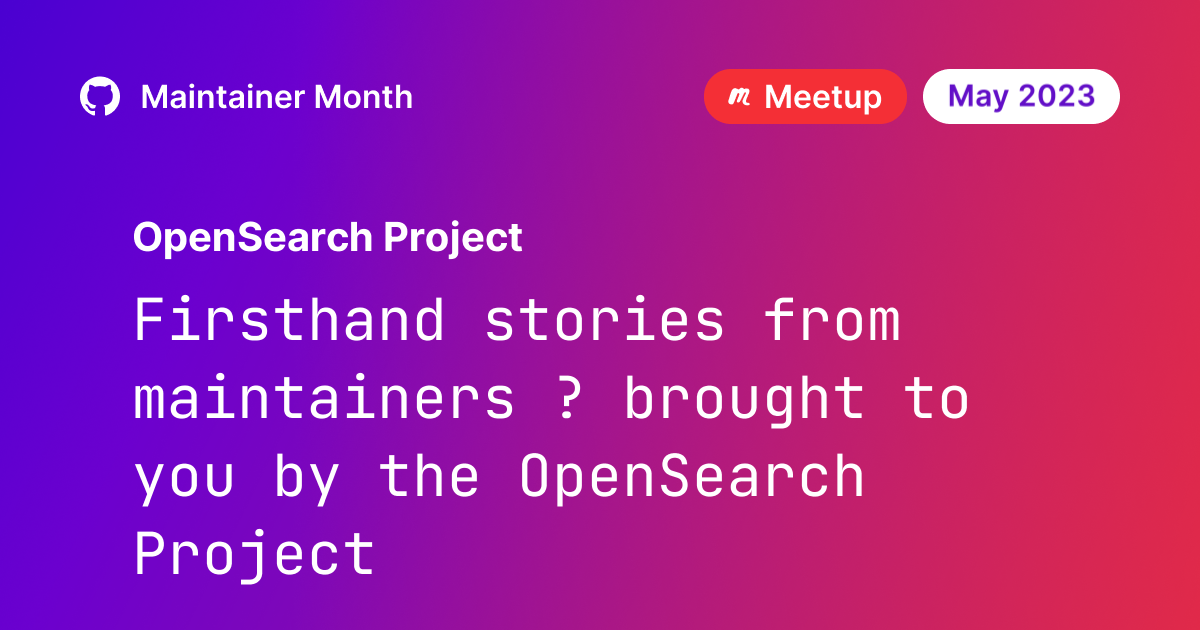 Maintainer Month
Meetup
May 2023
OpenSearch Project
Firsthand stories from
maintainers ? brought to
you by the OpenSearch
Project